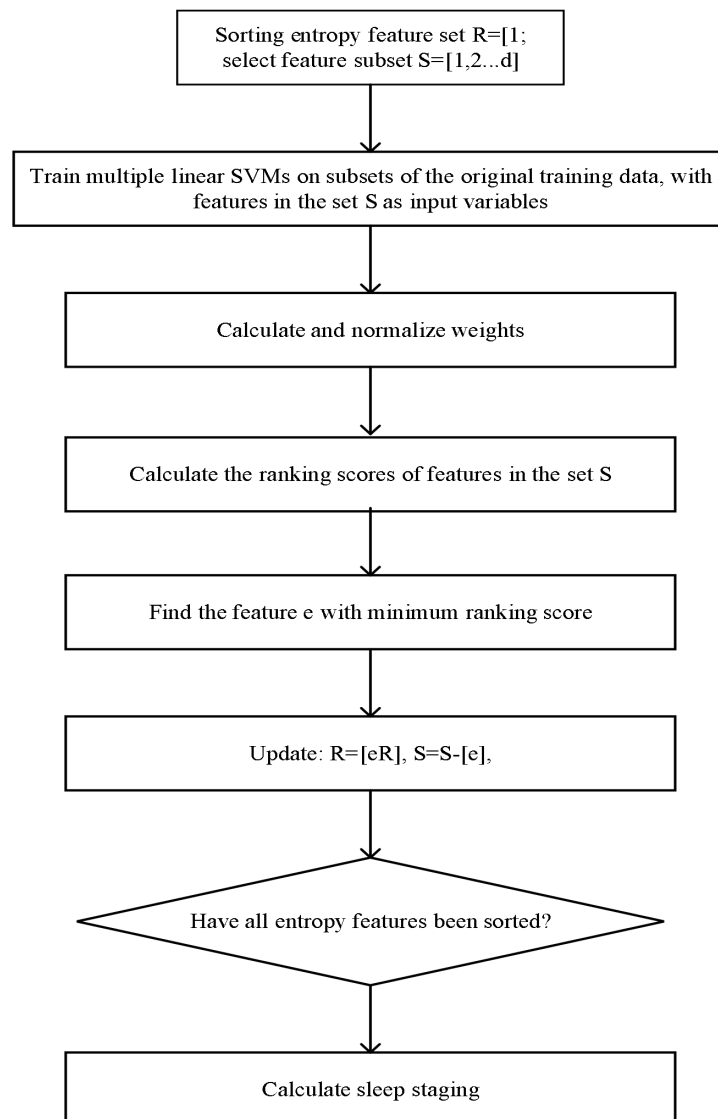 Sorting entropy feature set R=[1;
select feature subset S=[1,2...d]
Train multiple linear SVMs on subsets of the original training data, with
features in the set S as input variables
Calculate and normalize weights
Calculate the ranking scores of features in the set S
Find the feature e with minimum ranking score
Update: R=[eR], S=S-[e],
Have all entropy features been sorted?
Calculate sleep staging